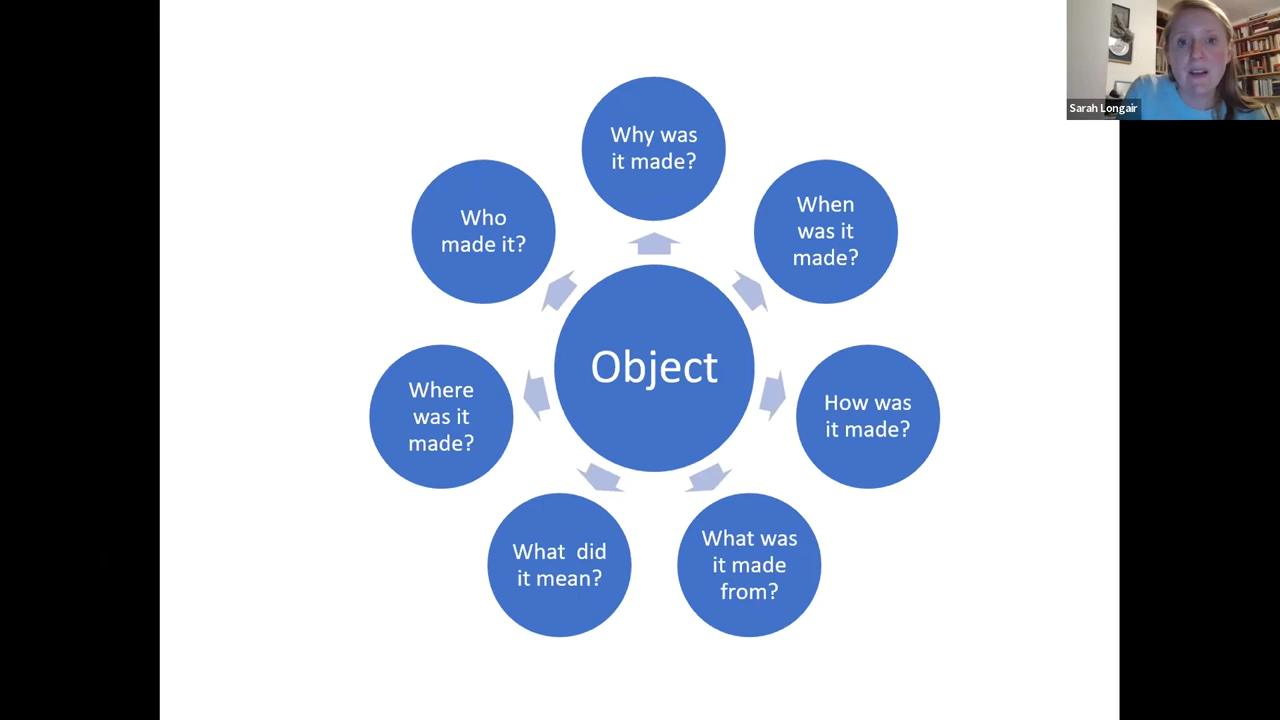 Sarah Longair
Why was
it made?
When
was it
made?
How was
it made?
What was
it made
from?
What  did
it mean?
Where
was it
made?
Who
made it?
Object